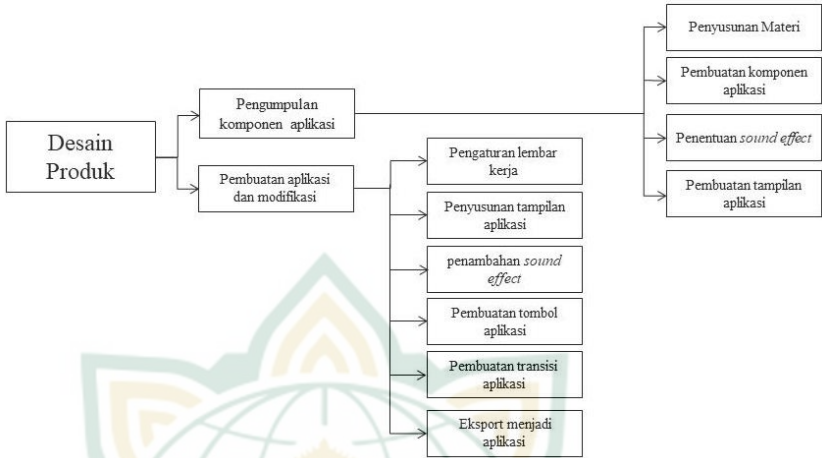 Desain
Produk
Pengumpulan
komponen aplikasi
Pembuatan aplikasi
dan modifikasi
Pengaturan lembar
kerja
Penyusunan tampilan
aplikasi
penambahan sound
effect
Pembuatan tombol
aplikasi
Pembuatan transisi
aplikasi
Eksport menjadi
aplikasi
Penyusunan Materi
Pembuatan komponen
aplikasi
Penentuan sound effect
Pembuatan tampilan
aplikasi